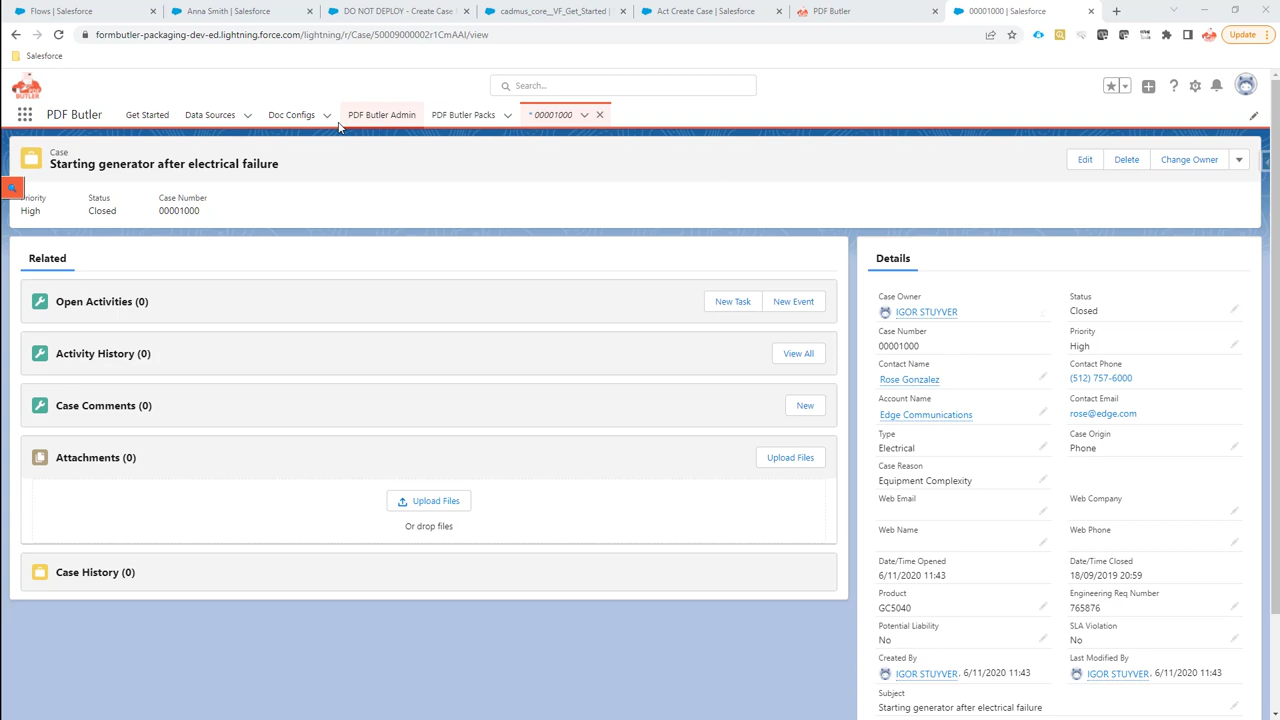 Flows | Salesforce
Anna Smith | Salesforce
DO NOT DEPLOY - Create Case
cadmus_core__VF_Get_Started |
Act Create Case | Salesforce
PDF Butler
00001000 | Salesforce
formbutler-packaging-dev-ed.lightning.force.com/lightning/r/Case/50009000002r1CmAAI/view
Update
Salesforce
Search...
PDF Butler
Get Started
Data Sources
Doc Configs
PDF Butler Admin
PDF Butler Packs
* 00001000
Case
Starting generator after electrical failure
Edit
Delete
Change Owner
Priority
Status
Case Number
High
Closed
00001000
Related
Open Activities (0)
New Task
New Event
Activity History (0)
View All
Case Comments (0)
New
Attachments (0)
Upload Files
Upload Files
Or drop files
Case History (0)
Details
Case Owner
IGOR STUYVER
Status
Closed
Case Number
00001000
Priority
High
Contact Name
Rose Gonzalez
Contact Phone
(512) 757-6000
Account Name
Edge Communications
Contact Email
rose@edge.com
Type
Electrical
Case Origin
Phone
Case Reason
Equipment Complexity
Web Email
Web Company
Web Name
Web Phone
Date/Time Opened
6/11/2020 11:43
Date/Time Closed
18/09/2019 20:59
Product
GC5040
Engineering Req Number
765876
Potential Liability
No
SLA Violation
No
Created By
IGOR STUYVER, 6/11/2020 11:43
Last Modified By
IGOR STUYVER, 6/11/2020 11:43
Subject
Starting generator after electrical failure